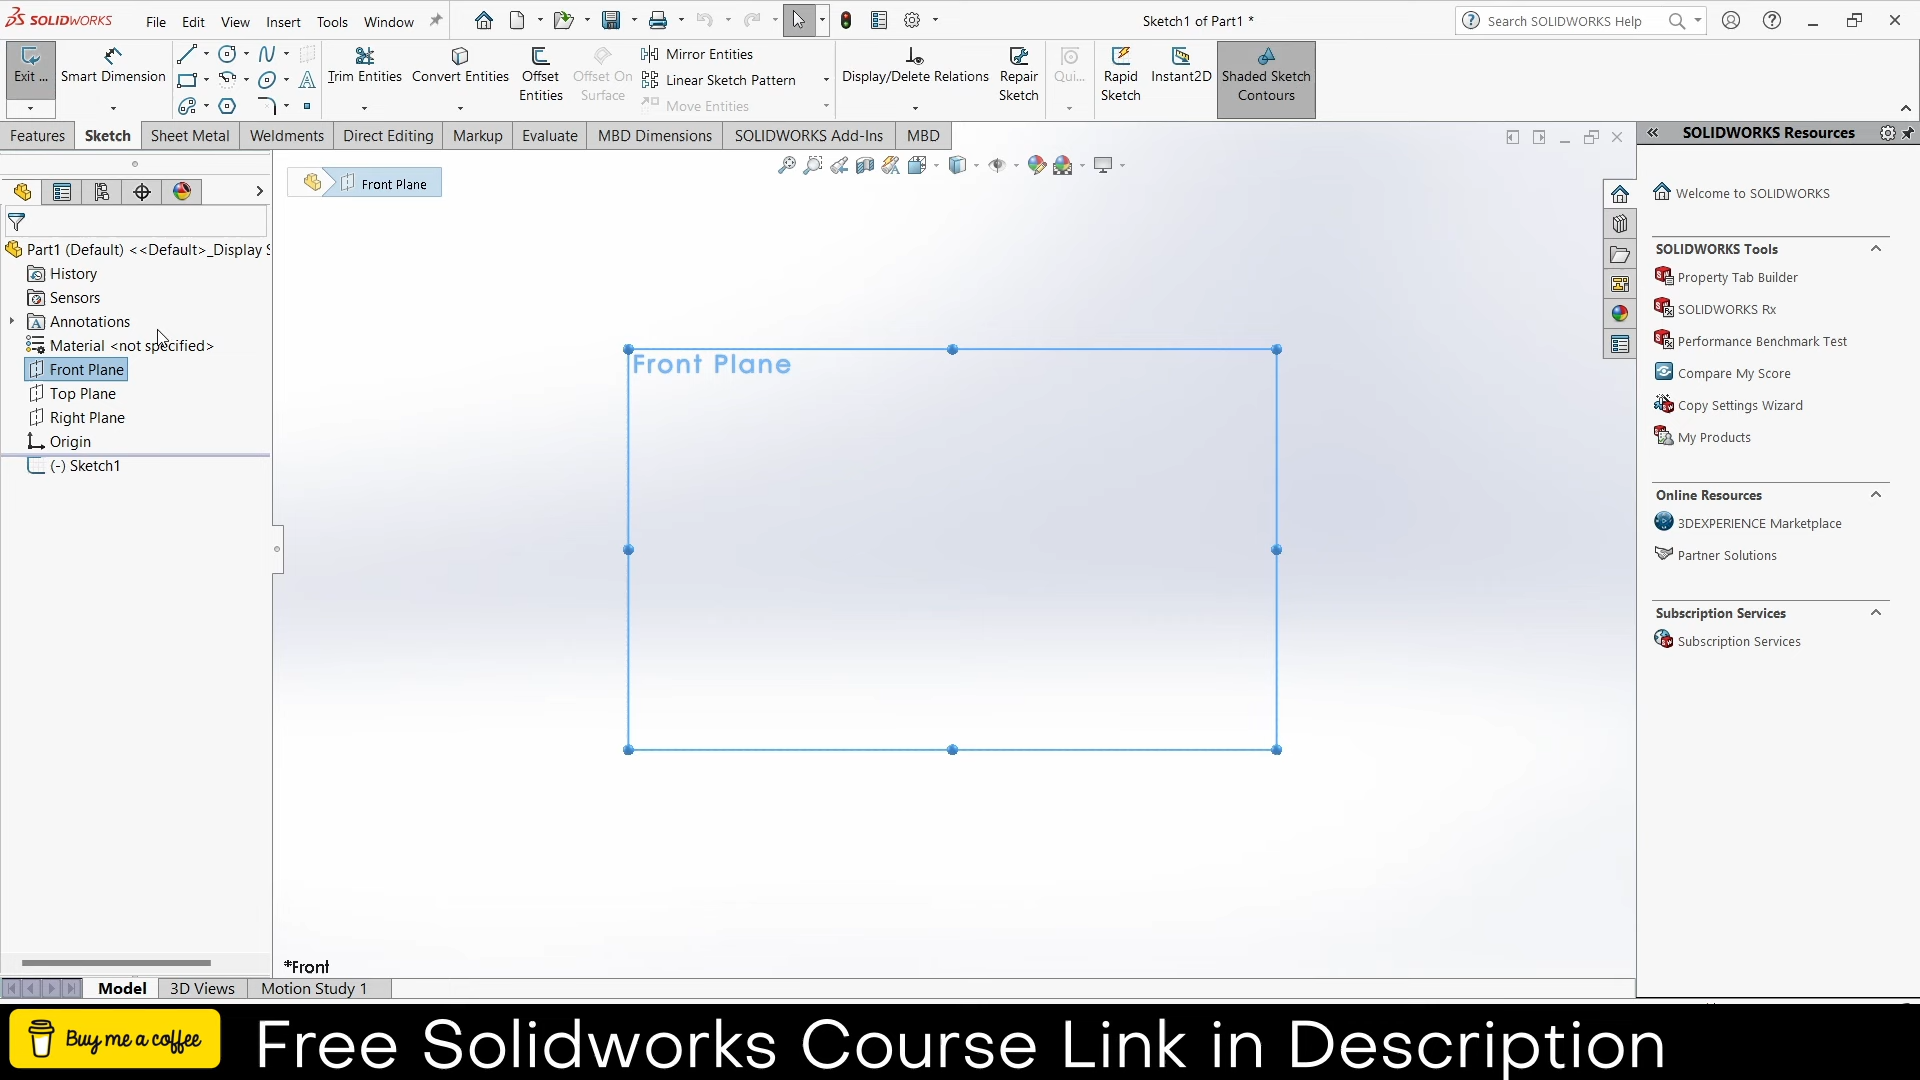 SOLIDWORKS File Edit View Insert Tools Window Sketch1 of Part1 * Search SOLIDWORKS Help
Exit ... Smart Dimension Trim Entities Convert Entities Offset Entities Offset On Surface Mirror Entities Display/Delete Relations Repair Sketch Qui... Rapid Sketch Instant2D Shaded Sketch Contours
Linear Sketch Pattern
Move Entities
Features Sketch Sheet Metal Weldments Direct Editing Markup Evaluate MBD Dimensions SOLIDWORKS Add-Ins MBD
SOLIDWORKS Resources
Front Plane
Part1 (Default) <<Default>_Display S
History
Sensors
Annotations
Material <not specified>
Front Plane
Top Plane
Right Plane
Origin
(-) Sketch1
Front Plane
*Front
Welcome to SOLIDWORKS
SOLIDWORKS Tools
Property Tab Builder
SOLIDWORKS Rx
Performance Benchmark Test
Compare My Score
Copy Settings Wizard
My Products
Online Resources
3DEXPERIENCE Marketplace
Partner Solutions
Subscription Services
Subscription Services
Model 3D Views Motion Study 1
Buy me a coffee
Free Solidworks Course Link in Description